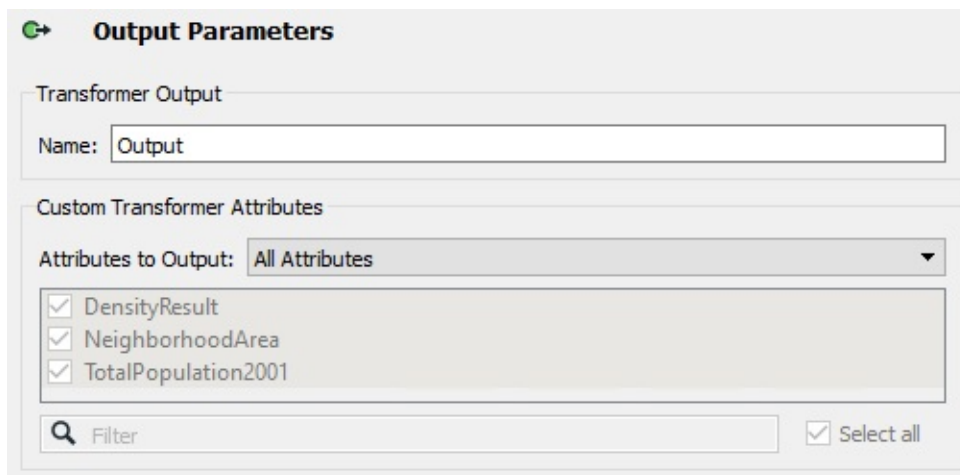 Output Parameters
Transformer Output
Name: Output
Custom Transformer Attributes
Attributes to Output: All Attributes
DensityResult
NeighborhoodArea
TotalPopulation2001
Filter Select all